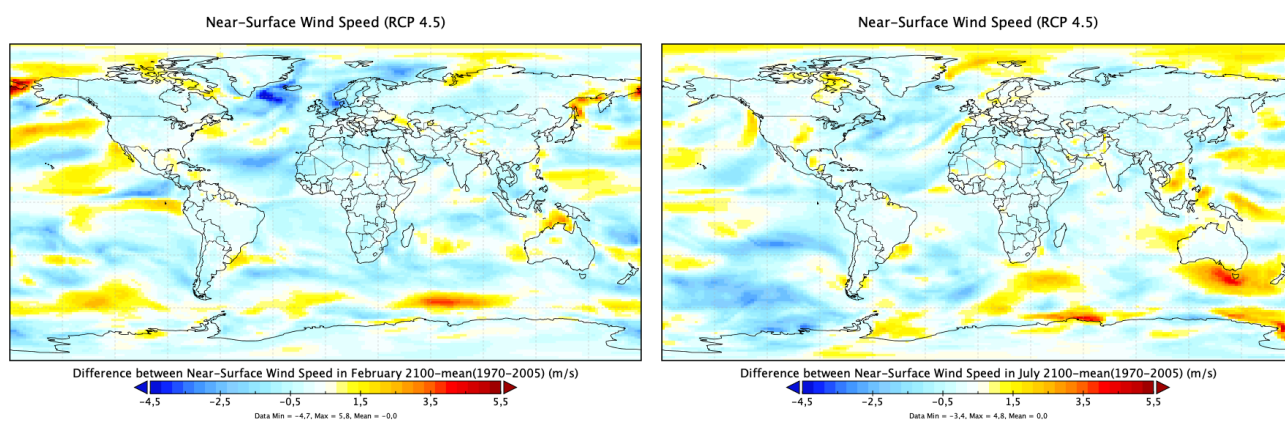 Near-Surface Wind Speed (RCP 4.5)
Difference between Near-Surface Wind Speed in February 2100-mean(1970-2005) (m/s)
-4,5 -2,5 -0,5 1,5 3,5 5,5
Data Min = -4,7, Max = 5,8, Mean = -0,0
Near-Surface Wind Speed (RCP 4.5)
Difference between Near-Surface Wind Speed in July 2100-mean(1970-2005) (m/s)
-4,5 -2,5 -0,5 1,5 3,5 5,5
Data Min = -3,4, Max = 4,8, Mean = 0,0